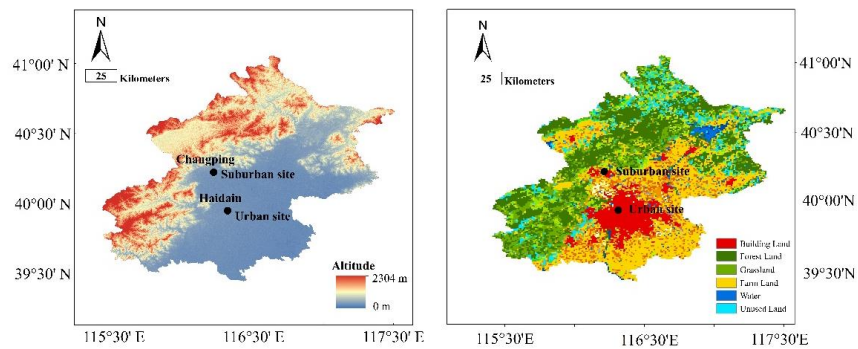 N
41°00′ N
25 Kilometers
40°30′ N
Changping
Suburban site
40°00′ N
Haidain
Urban site
39°30′ N
Altitude
2304 m
0 m
115°30′ E
116°30′ E
117°30′ E
N
25 Kilometers
41°00′ N
40°30′ N
Suburban site
40°00′ N
Urban site
39°30′ N
Building Land
Forest Land
Grassland
Farm Land
Water
Unused Land
115°30′ E
116°30′ E
117°30′ E